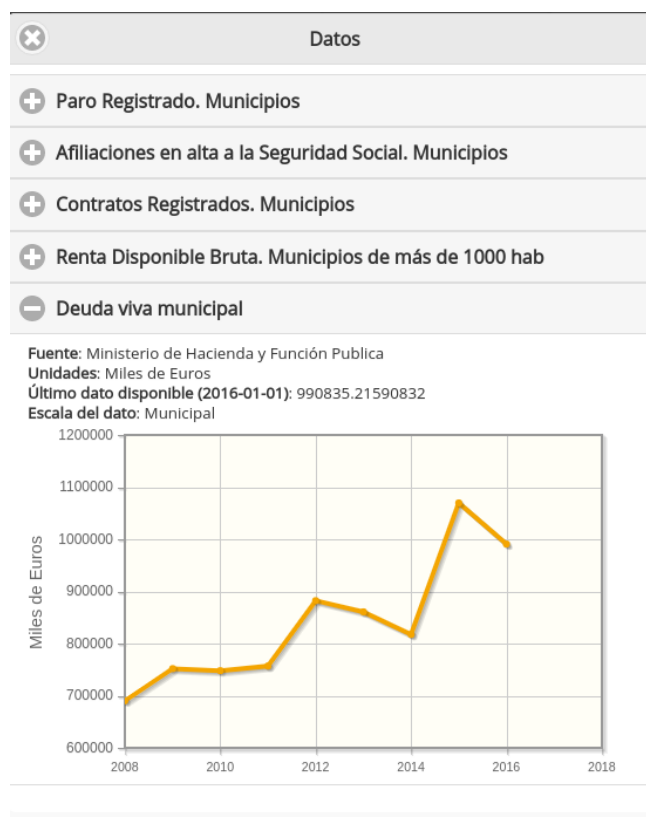 Datos
Paro Registrado. Municipios
Afiliaciones en alta a la Seguridad Social. Municipios
Contratos Registrados. Municipios
Renta Disponible Bruta. Municipios de más de 1000 hab
Deuda viva municipal
Fuente: Ministerio de Hacienda y Función Publica
Unidades: Miles de Euros
Último dato disponible (2016-01-01): 990835.21590832
Escala del dato: Municipal
1200000
1100000
1000000
900000
800000
700000
600000
Miles de Euros
2008 2010 2012 2014 2016 2018